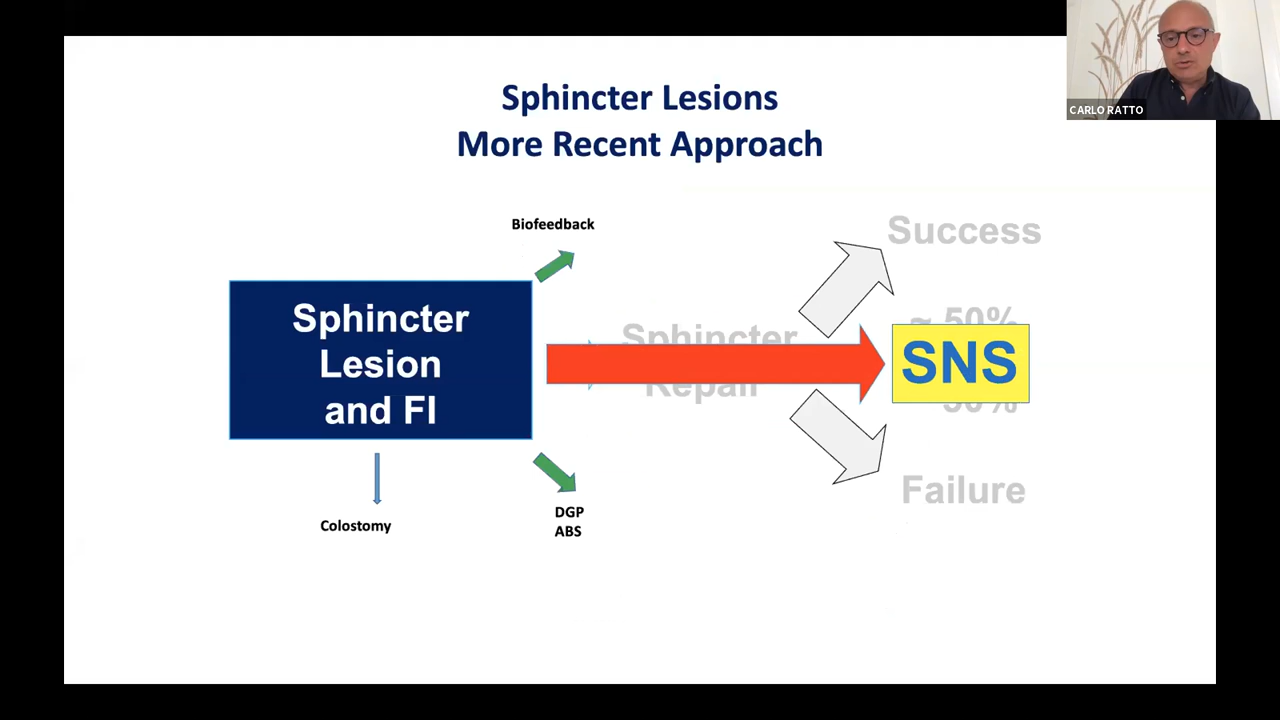 CARLO RATTO
Sphincter Lesions
More Recent Approach
Biofeedback
Success
Sphincter
Lesion
and FI
Sphincter
Repair
~ 50%
SNS
50%
Failure
DGP
ABS
Colostomy